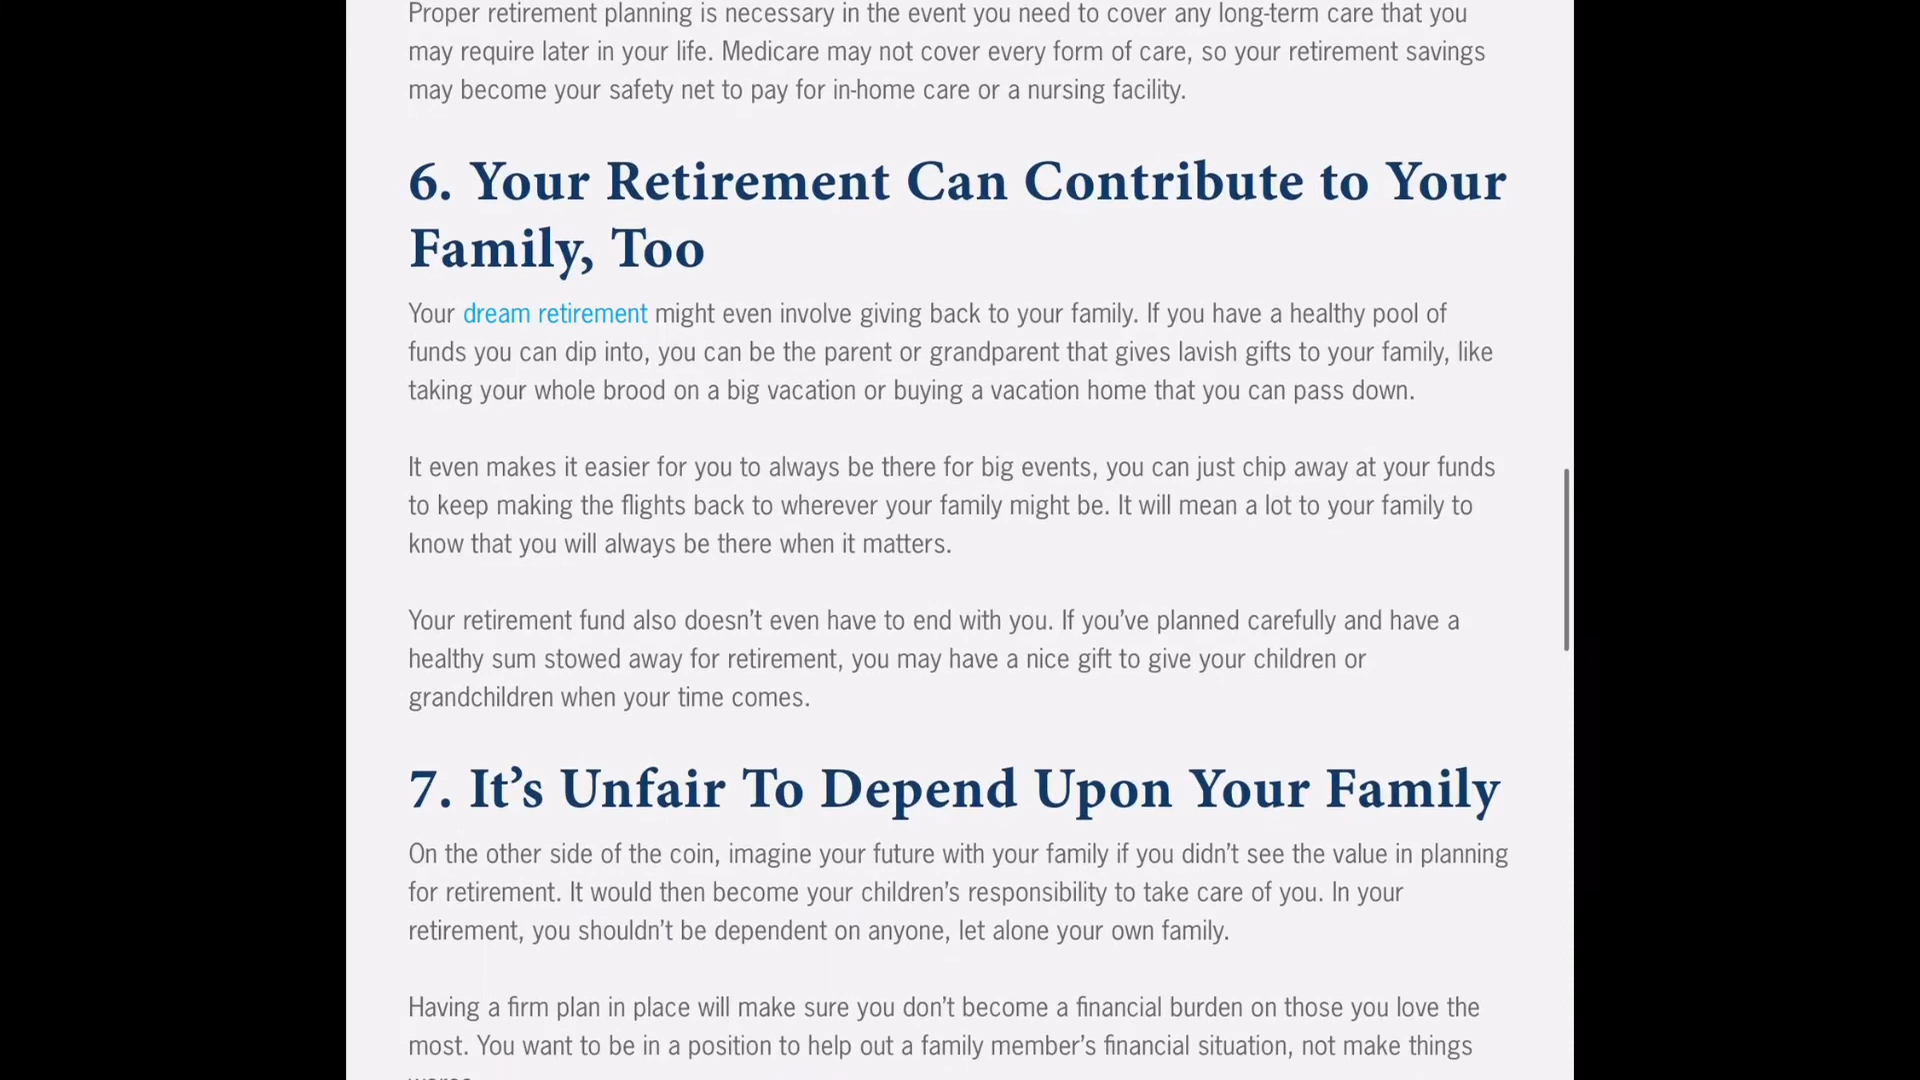 Proper retirement planning is necessary in the event you need to cover any long-term care that you
may require later in your life. Medicare may not cover every form of care, so your retirement savings
may become your safety net to pay for in-home care or a nursing facility.
6. Your Retirement Can Contribute to Your
Family, Too
Your dream retirement might even involve giving back to your family. If you have a healthy pool of
funds you can dip into, you can be the parent or grandparent that gives lavish gifts to your family, like
taking your whole brood on a big vacation or buying a vacation home that you can pass down.
It even makes it easier for you to always be there for big events, you can just chip away at your funds
to keep making the flights back to wherever your family might be. It will mean a lot to your family to
know that you will always be there when it matters.
Your retirement fund also doesn’t even have to end with you. If you’ve planned carefully and have a
healthy sum stowed away for retirement, you may have a nice gift to give your children or
grandchildren when your time comes.
7. It’s Unfair To Depend Upon Your Family
On the other side of the coin, imagine your future with your family if you didn’t see the value in planning
for retirement. It would then become your children’s responsibility to take care of you. In your
retirement, you shouldn’t be dependent on anyone, let alone your own family.
Having a firm plan in place will make sure you don’t become a financial burden on those you love the
most. You want to be in a position to help out a family member’s financial situation, not make things